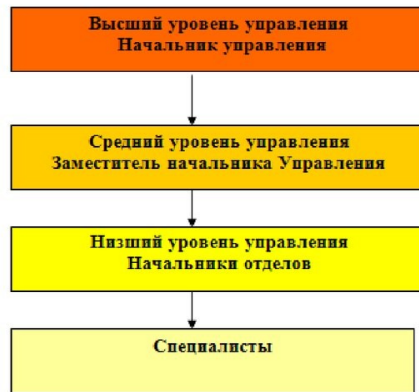 Высший уровень управления
Начальник управления
Средний уровень управления
Заместитель начальника Управления
Низший уровень управления
Начальники отделов
Специалисты